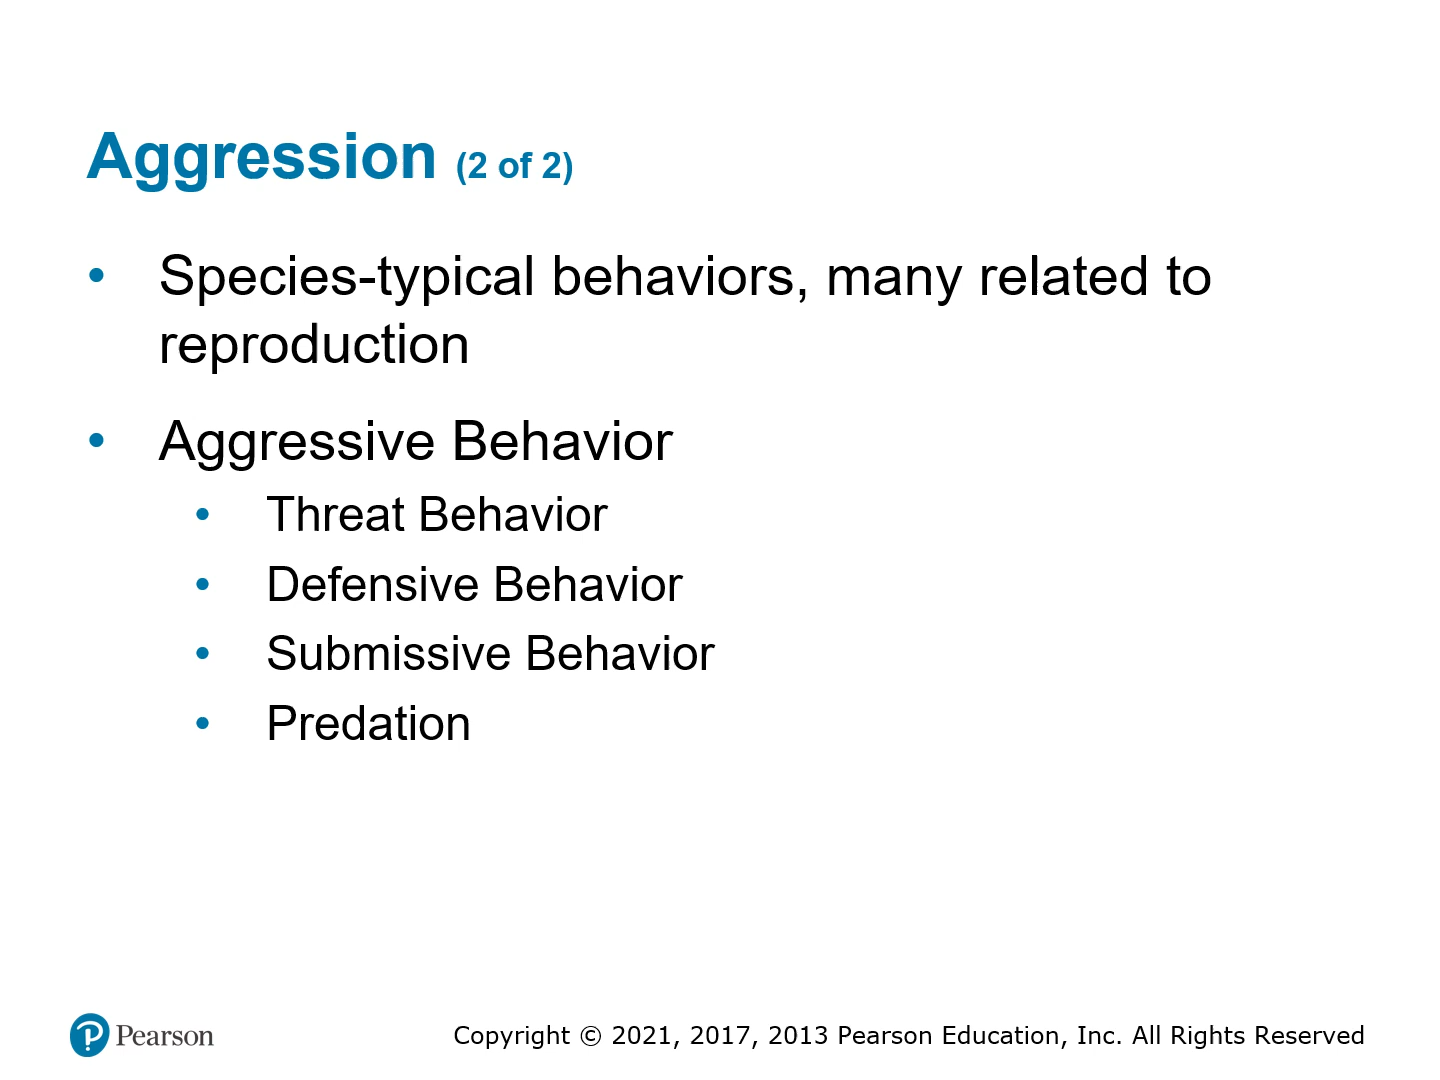 Aggression (2 of 2)
• Species-typical behaviors, many related to
reproduction
• Aggressive Behavior
• Threat Behavior
• Defensive Behavior
• Submissive Behavior
• Predation
Pearson
Copyright © 2021, 2017, 2013 Pearson Education, Inc. All Rights Reserved